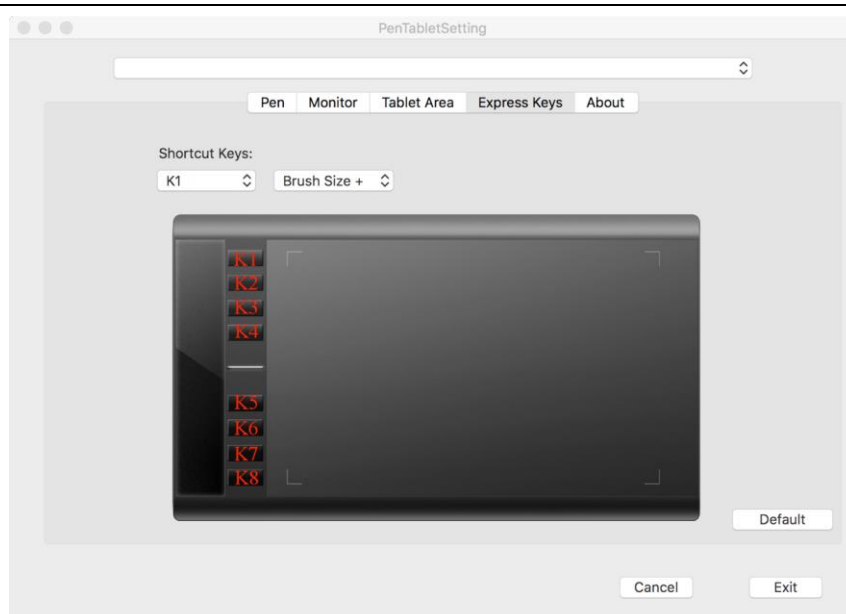 PenTabletSetting
Pen Monitor Tablet Area Express Keys About
Shortcut Keys:
K1 Brush Size +
K1
K2
K3
K4
K5
K6
K7
K8
Default
Cancel Exit